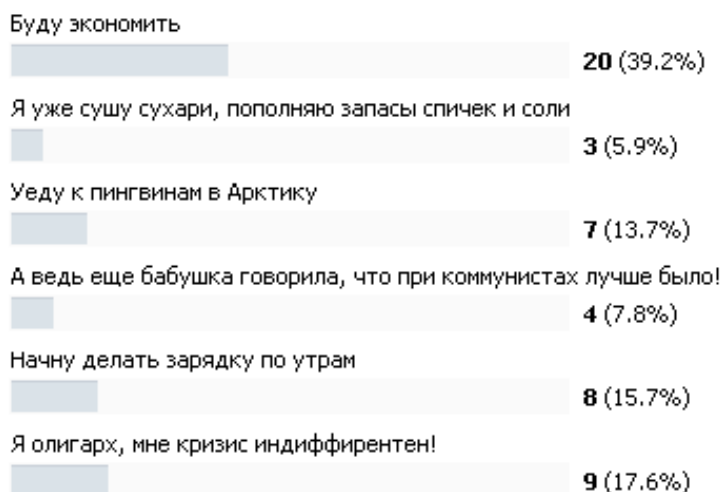 Буду экономить
20 (39.2%)
Я уже сушу сухари, пополняю запасы спичек и соли
3 (5.9%)
Уеду к пингвинам в Арктику
7 (13.7%)
А ведь еще бабушка говорила, что при коммунистах лучше было!
4 (7.8%)
Начну делать зарядку по утрам
8 (15.7%)
Я олигарх, мне кризис индиффирентен!
9 (17.6%)